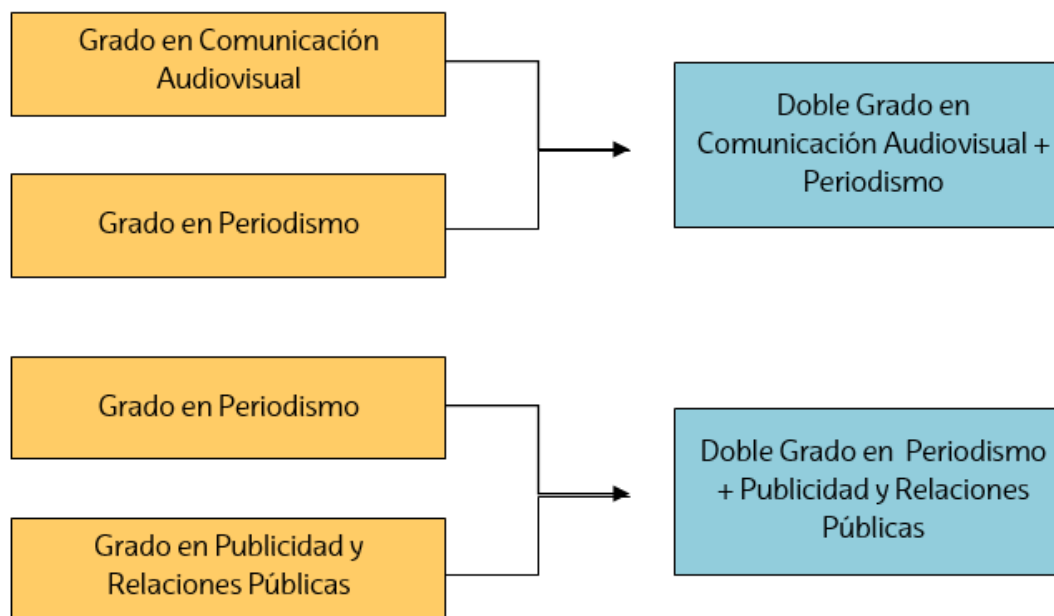 Grado en Comunicación
Audiovisual
Grado en Periodismo
Doble Grado en
Comunicación Audiovisual +
Periodismo
Grado en Periodismo
Grado en Publicidad y
Relaciones Públicas
Doble Grado en Periodismo
+ Publicidad y Relaciones
Públicas